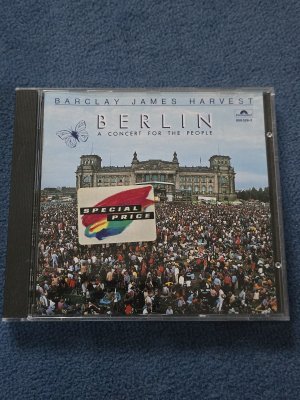 BARCLAY JAMES HARVEST
BERLIN
A CONCERT FOR THE PEOPLE
SPECIAL
PRICE